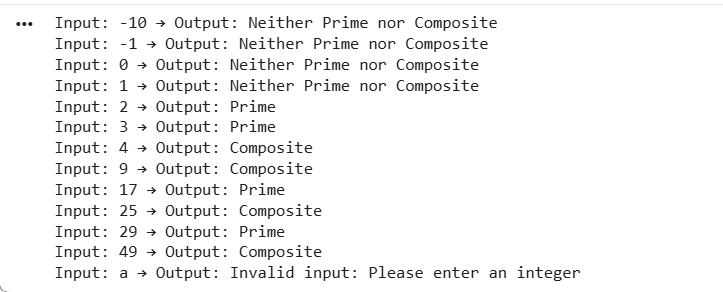 Input: -10 → Output: Neither Prime nor Composite
Input: -1 → Output: Neither Prime nor Composite
Input: 0 → Output: Neither Prime nor Composite
Input: 1 → Output: Neither Prime nor Composite
Input: 2 → Output: Prime
Input: 3 → Output: Prime
Input: 4 → Output: Composite
Input: 9 → Output: Composite
Input: 17 → Output: Prime
Input: 25 → Output: Composite
Input: 29 → Output: Prime
Input: 49 → Output: Composite
Input: a → Output: Invalid input: Please enter an integer